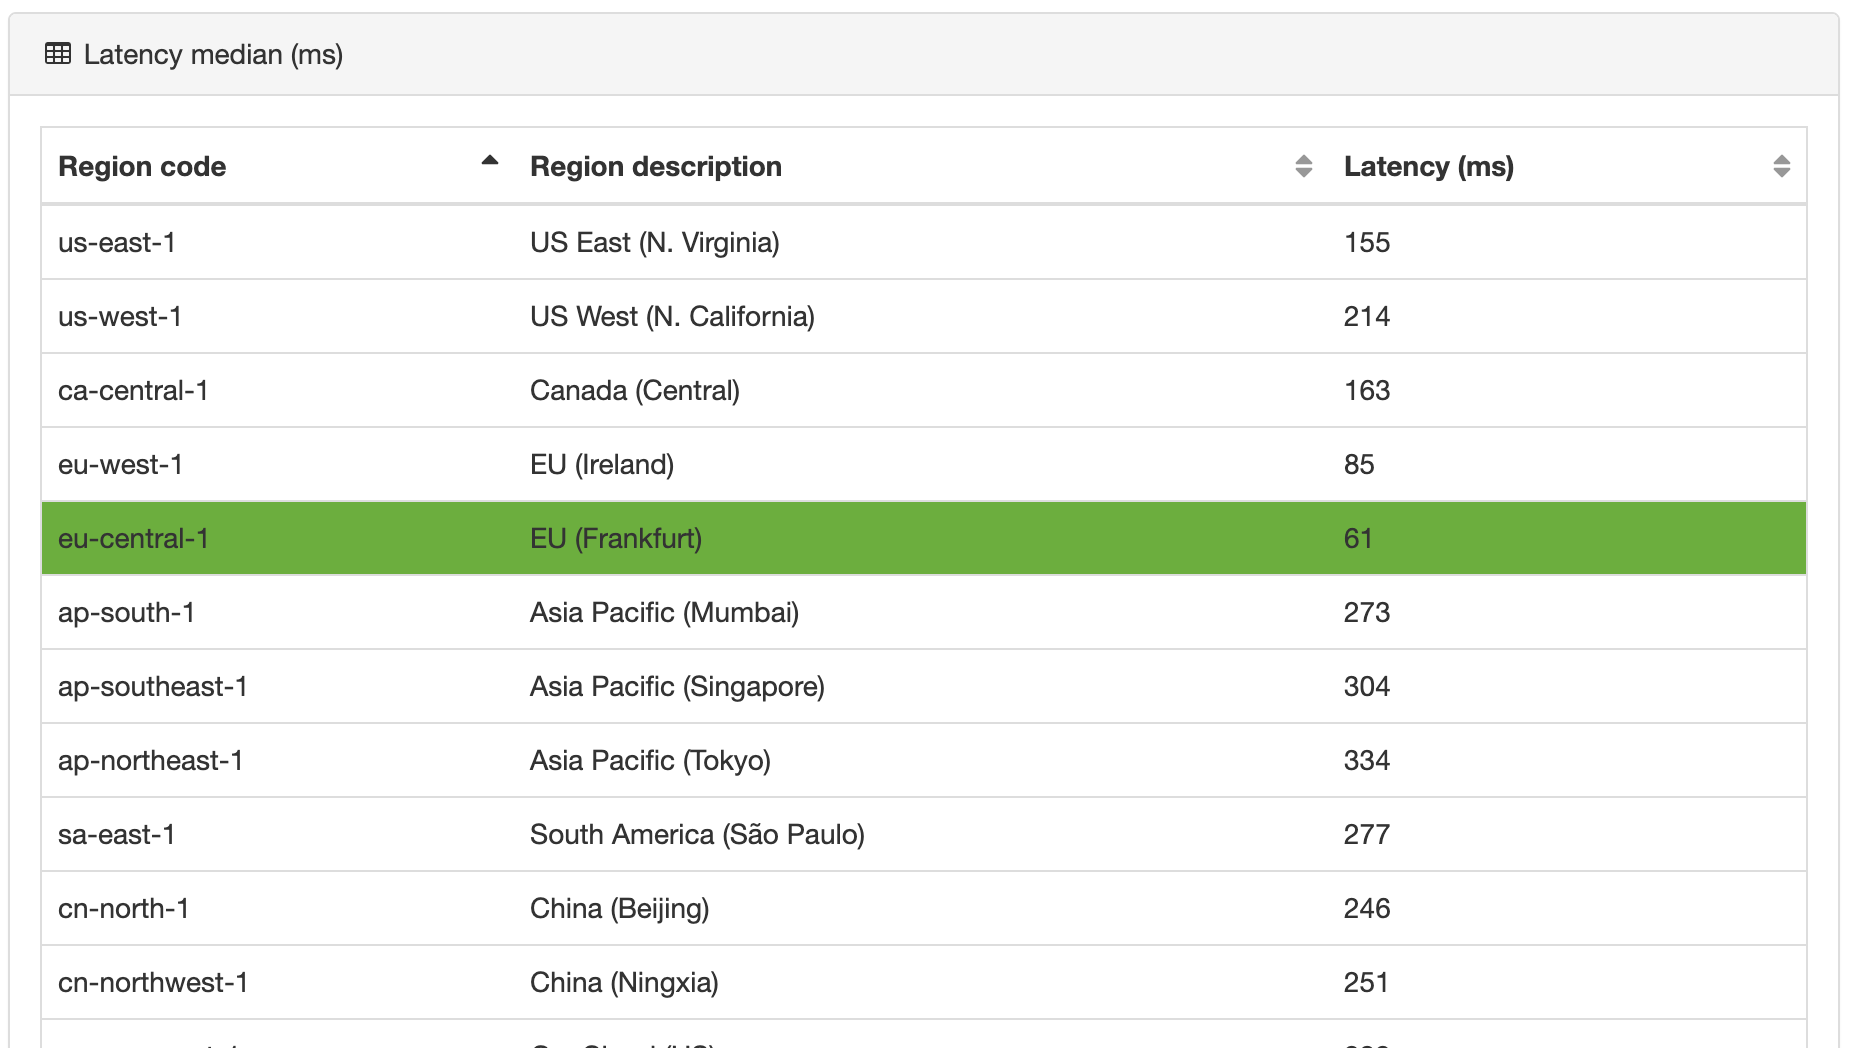 Latency median (ms)
Region code Region description Latency (ms)
us-east-1 US East (N. Virginia) 155
us-west-1 US West (N. California) 214
ca-central-1 Canada (Central) 163
eu-west-1 EU (Ireland) 85
eu-central-1 EU (Frankfurt) 61
ap-south-1 Asia Pacific (Mumbai) 273
ap-southeast-1 Asia Pacific (Singapore) 304
ap-northeast-1 Asia Pacific (Tokyo) 334
sa-east-1 South America (São Paulo) 277
cn-north-1 China (Beijing) 246
cn-northwest-1 China (Ningxia) 251